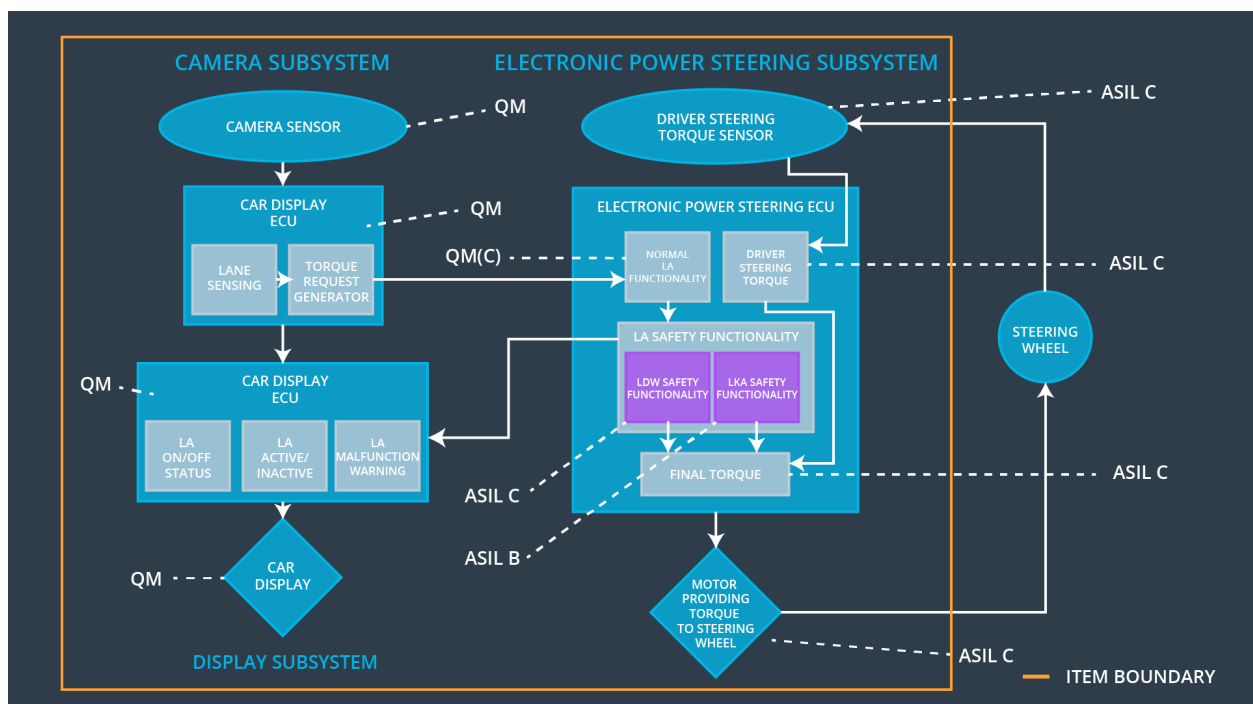 CAMERA SUBSYSTEM
ELECTRONIC POWER STEERING SUBSYSTEM
CAMERA SENSOR
QM
DRIVER STEERING
TORQUE SENSOR
ASIL C
CAR DISPLAY
ECU
QM
LANE
SENSING
TORQUE
REQUEST
GENERATOR
ELECTRONIC POWER STEERING ECU
QM(C)
NORMAL
LA
FUNCTIONALITY
DRIVER
STEERING
TORQUE
ASIL C
STEERING
WHEEL
LA SAFETY FUNCTIONALITY
LDW SAFETY
FUNCTIONALITY
LKA SAFETY
FUNCTIONALITY
QM
CAR DISPLAY
ECU
LA
ON/OFF
STATUS
LA
ACTIVE/
INACTIVE
LA
MALFUNCTION
WARNING
FINAL TORQUE
ASIL C
ASIL C
ASIL B
QM
CAR
DISPLAY
MOTOR
PROVIDING
TORQUE
TO STEERING
WHEEL
ASIL C
DISPLAY SUBSYSTEM
ITEM BOUNDARY